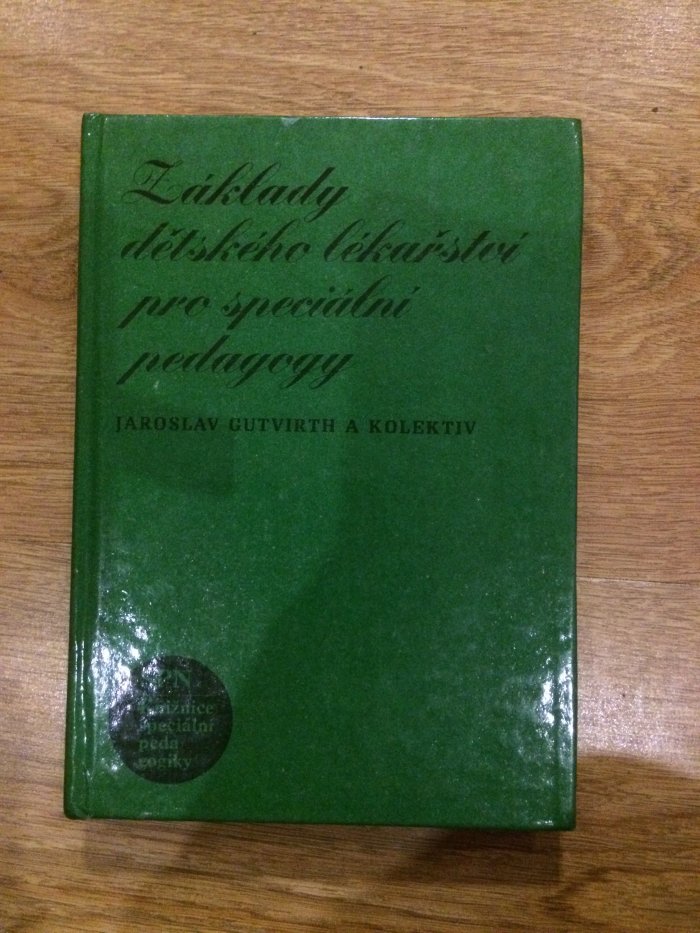 Základy
dětského lékařství
pro speciální
pedagogy
JAROSLAV GUTVIRTH A KOLEKTIV
SPN
Knižnice
speciální
peda
gogiky